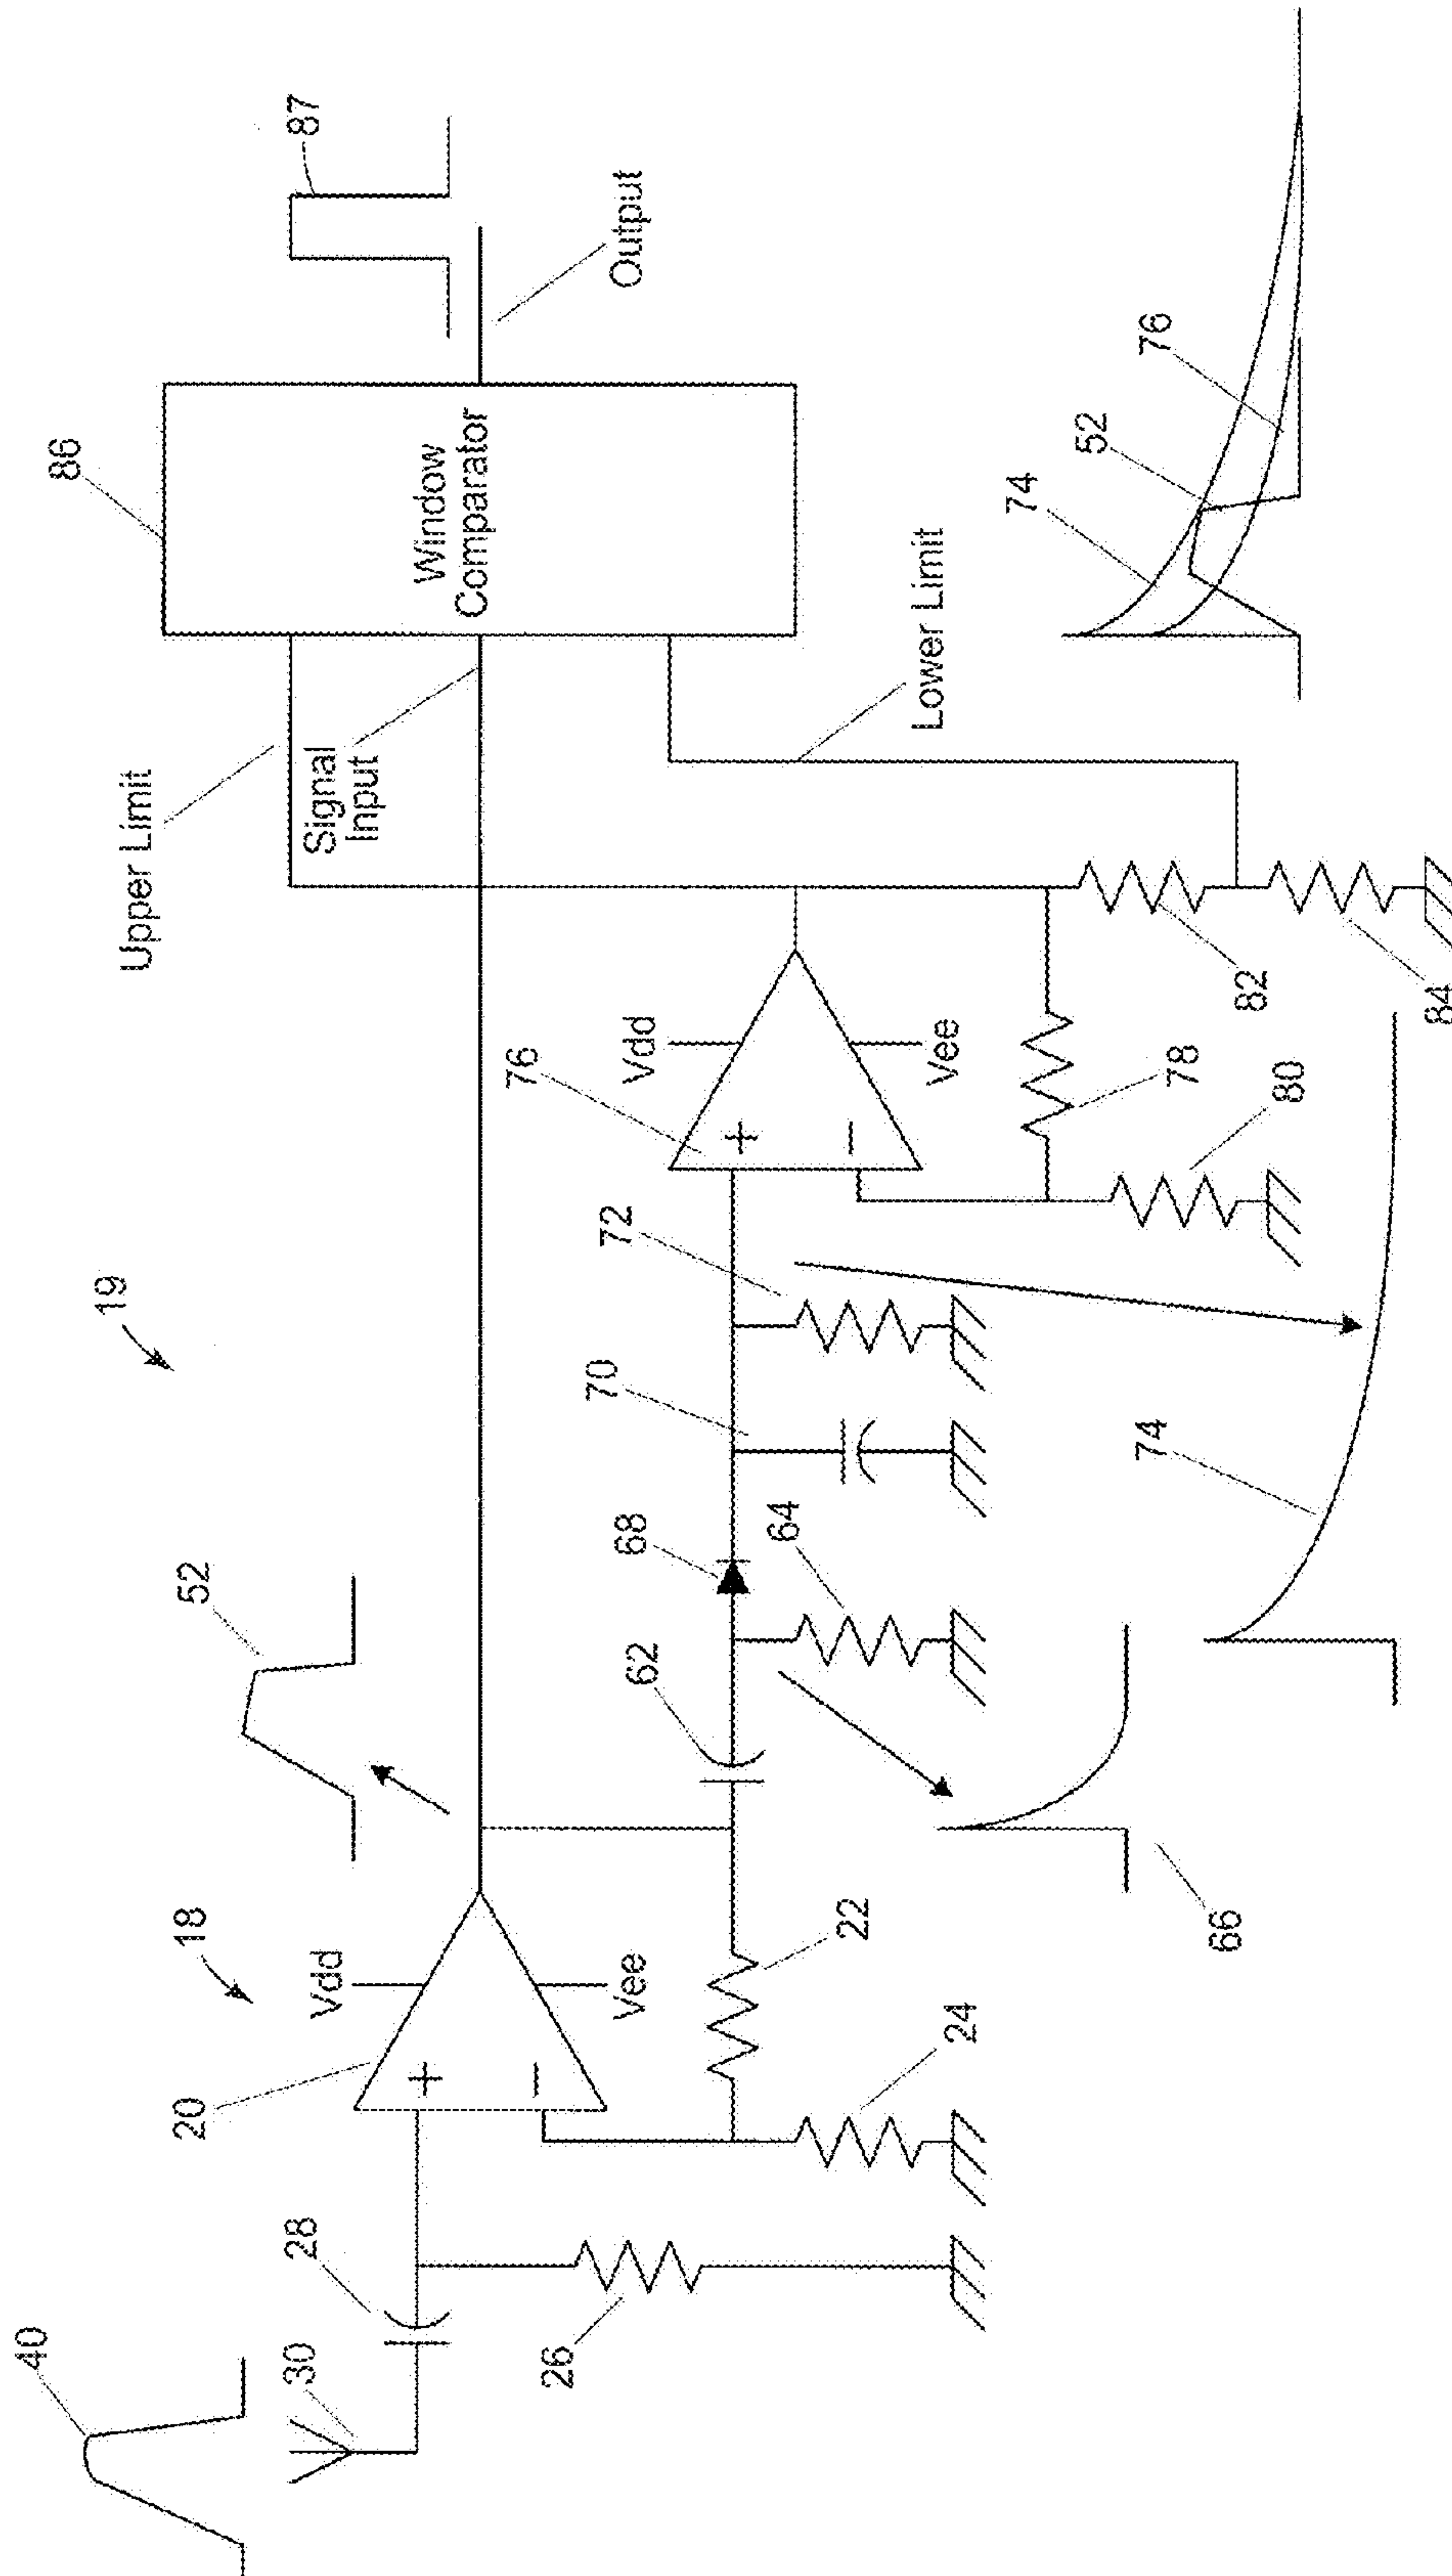 40
30
28
26
20
18
Vdd
Vee
24
22
52
62
66
64
68
70
72
74
19
76
Vdd
Vee
78
80
82
84
Upper Limit
Signal
Input
Lower Limit
86
Window
Comparator
87
Output
74
52
76